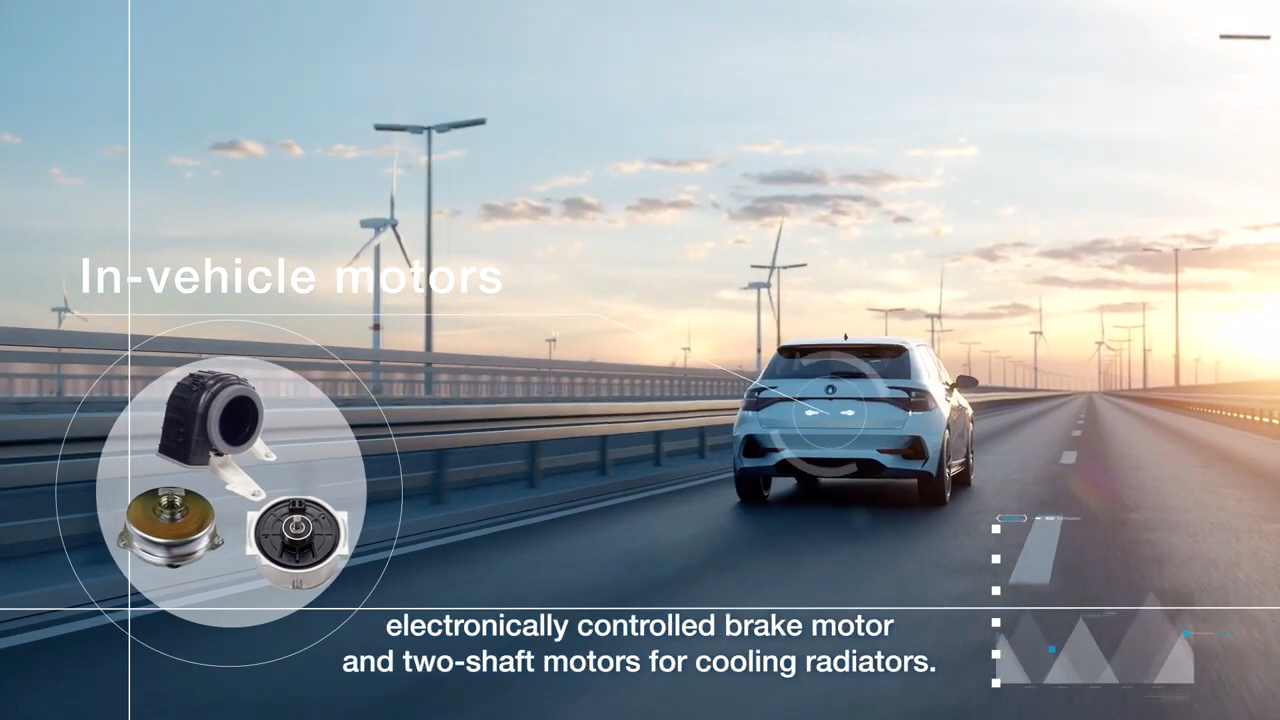 In-vehicle motors
electronically controlled brake motor
and two-shaft motors for cooling radiators.